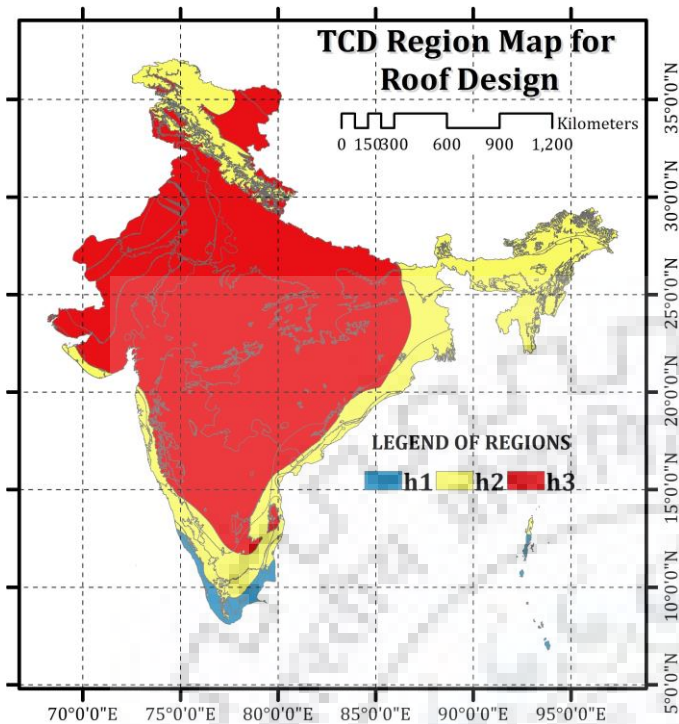 TCD Region Map for
Roof Design
Kilometers
0 150 300 600 900 1,200
35°0'0"N
30°0'0"N
25°0'0"N
20°0'0"N
15°0'0"N
10°0'0"N
5°0'0"N
LEGEND OF REGIONS
h1 h2 h3
70°0'0"E 75°0'0"E 80°0'0"E 85°0'0"E 90°0'0"E 95°0'0"E